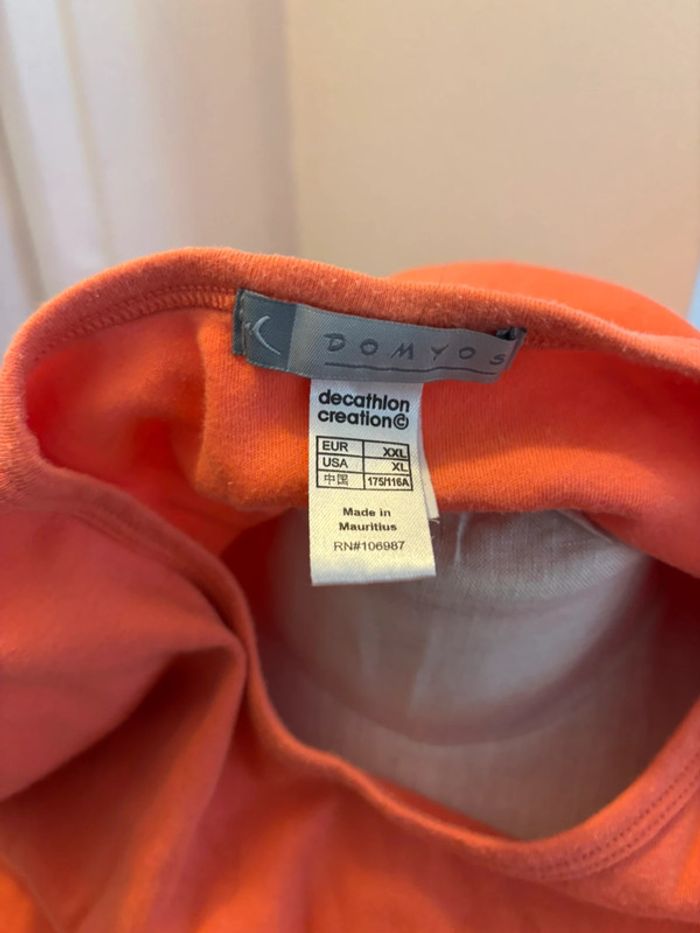 DOMYOS
decathlon
creation©
EUR XXL
USA XL
中国 175/116A
Made in
Mauritius
RN#106987